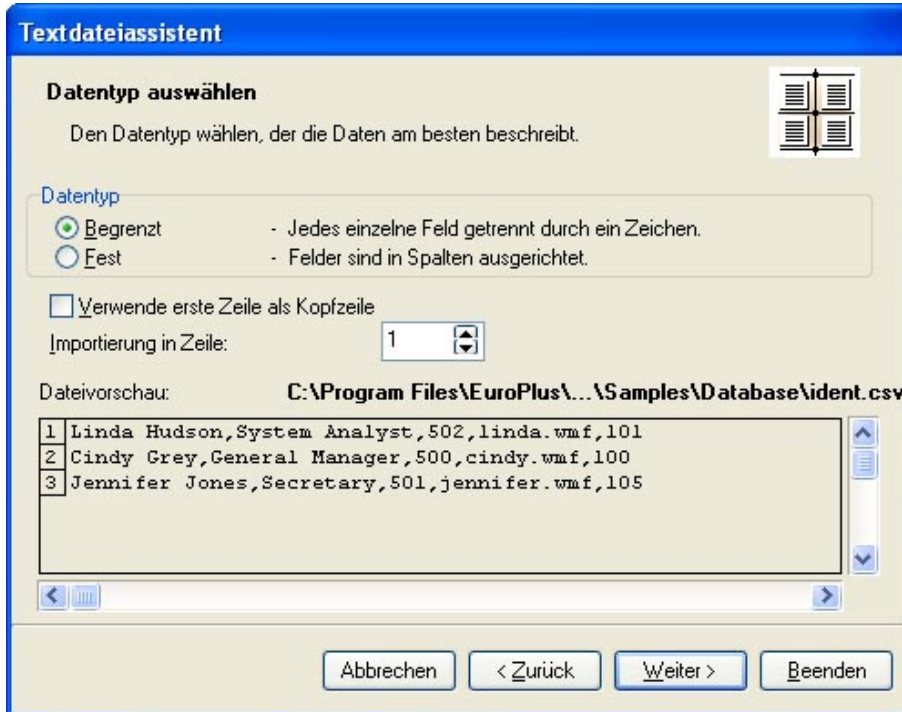 Textdateiassistent
Datentyp auswählen
Den Datentyp wählen, der die Daten am besten beschreibt.
Datentyp
Begrenzt - Jedes einzelne Feld getrennt durch ein Zeichen.
Fest - Felder sind in Spalten ausgerichtet.
Verwende erste Zeile als Kopfzeile
Importierung in Zeile: 1
Dateivorschau: C:\Program Files\EuroPlus\...\Samples\Database\ident.csv
1 Linda Hudson,System Analyst,502,linda.wmf,101
2 Cindy Grey,General Manager,500,cindy.wmf,100
3 Jennifer Jones,Secretary,501,jennifer.wmf,105
Abbrechen < Zurück Weiter > Beenden